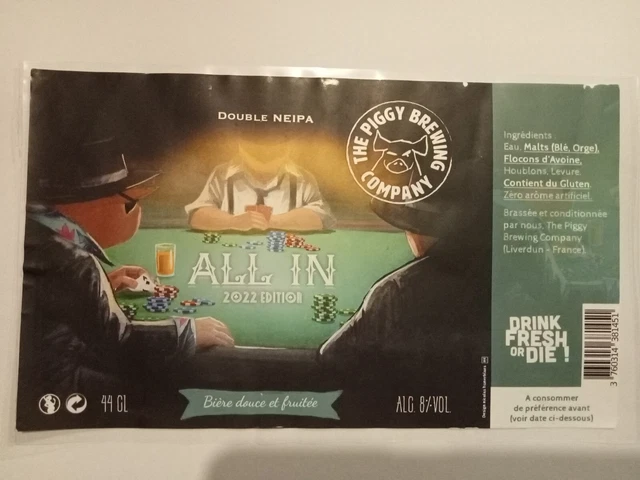 DOUBLE NEIPA
THE PIGGY BREWING
COMPANY
ALL IN
2022 EDITION
44 CL
Bière douce et fruitée
ALC. 8%VOL.
Ingrédients :
Eau, Malts (Blé, Orge),
Flocons d'Avoine,
Houblons, Levure.
Contient du Gluten.
Zéro arôme artificiel.
Brassée et conditionnée
par nous, The Piggy
Brewing Company
(Liverdun - France)
DRINK
FRESH
OR DIE !
3 760314 381451
A consommer
de préférence avant
(voir date ci-dessous)